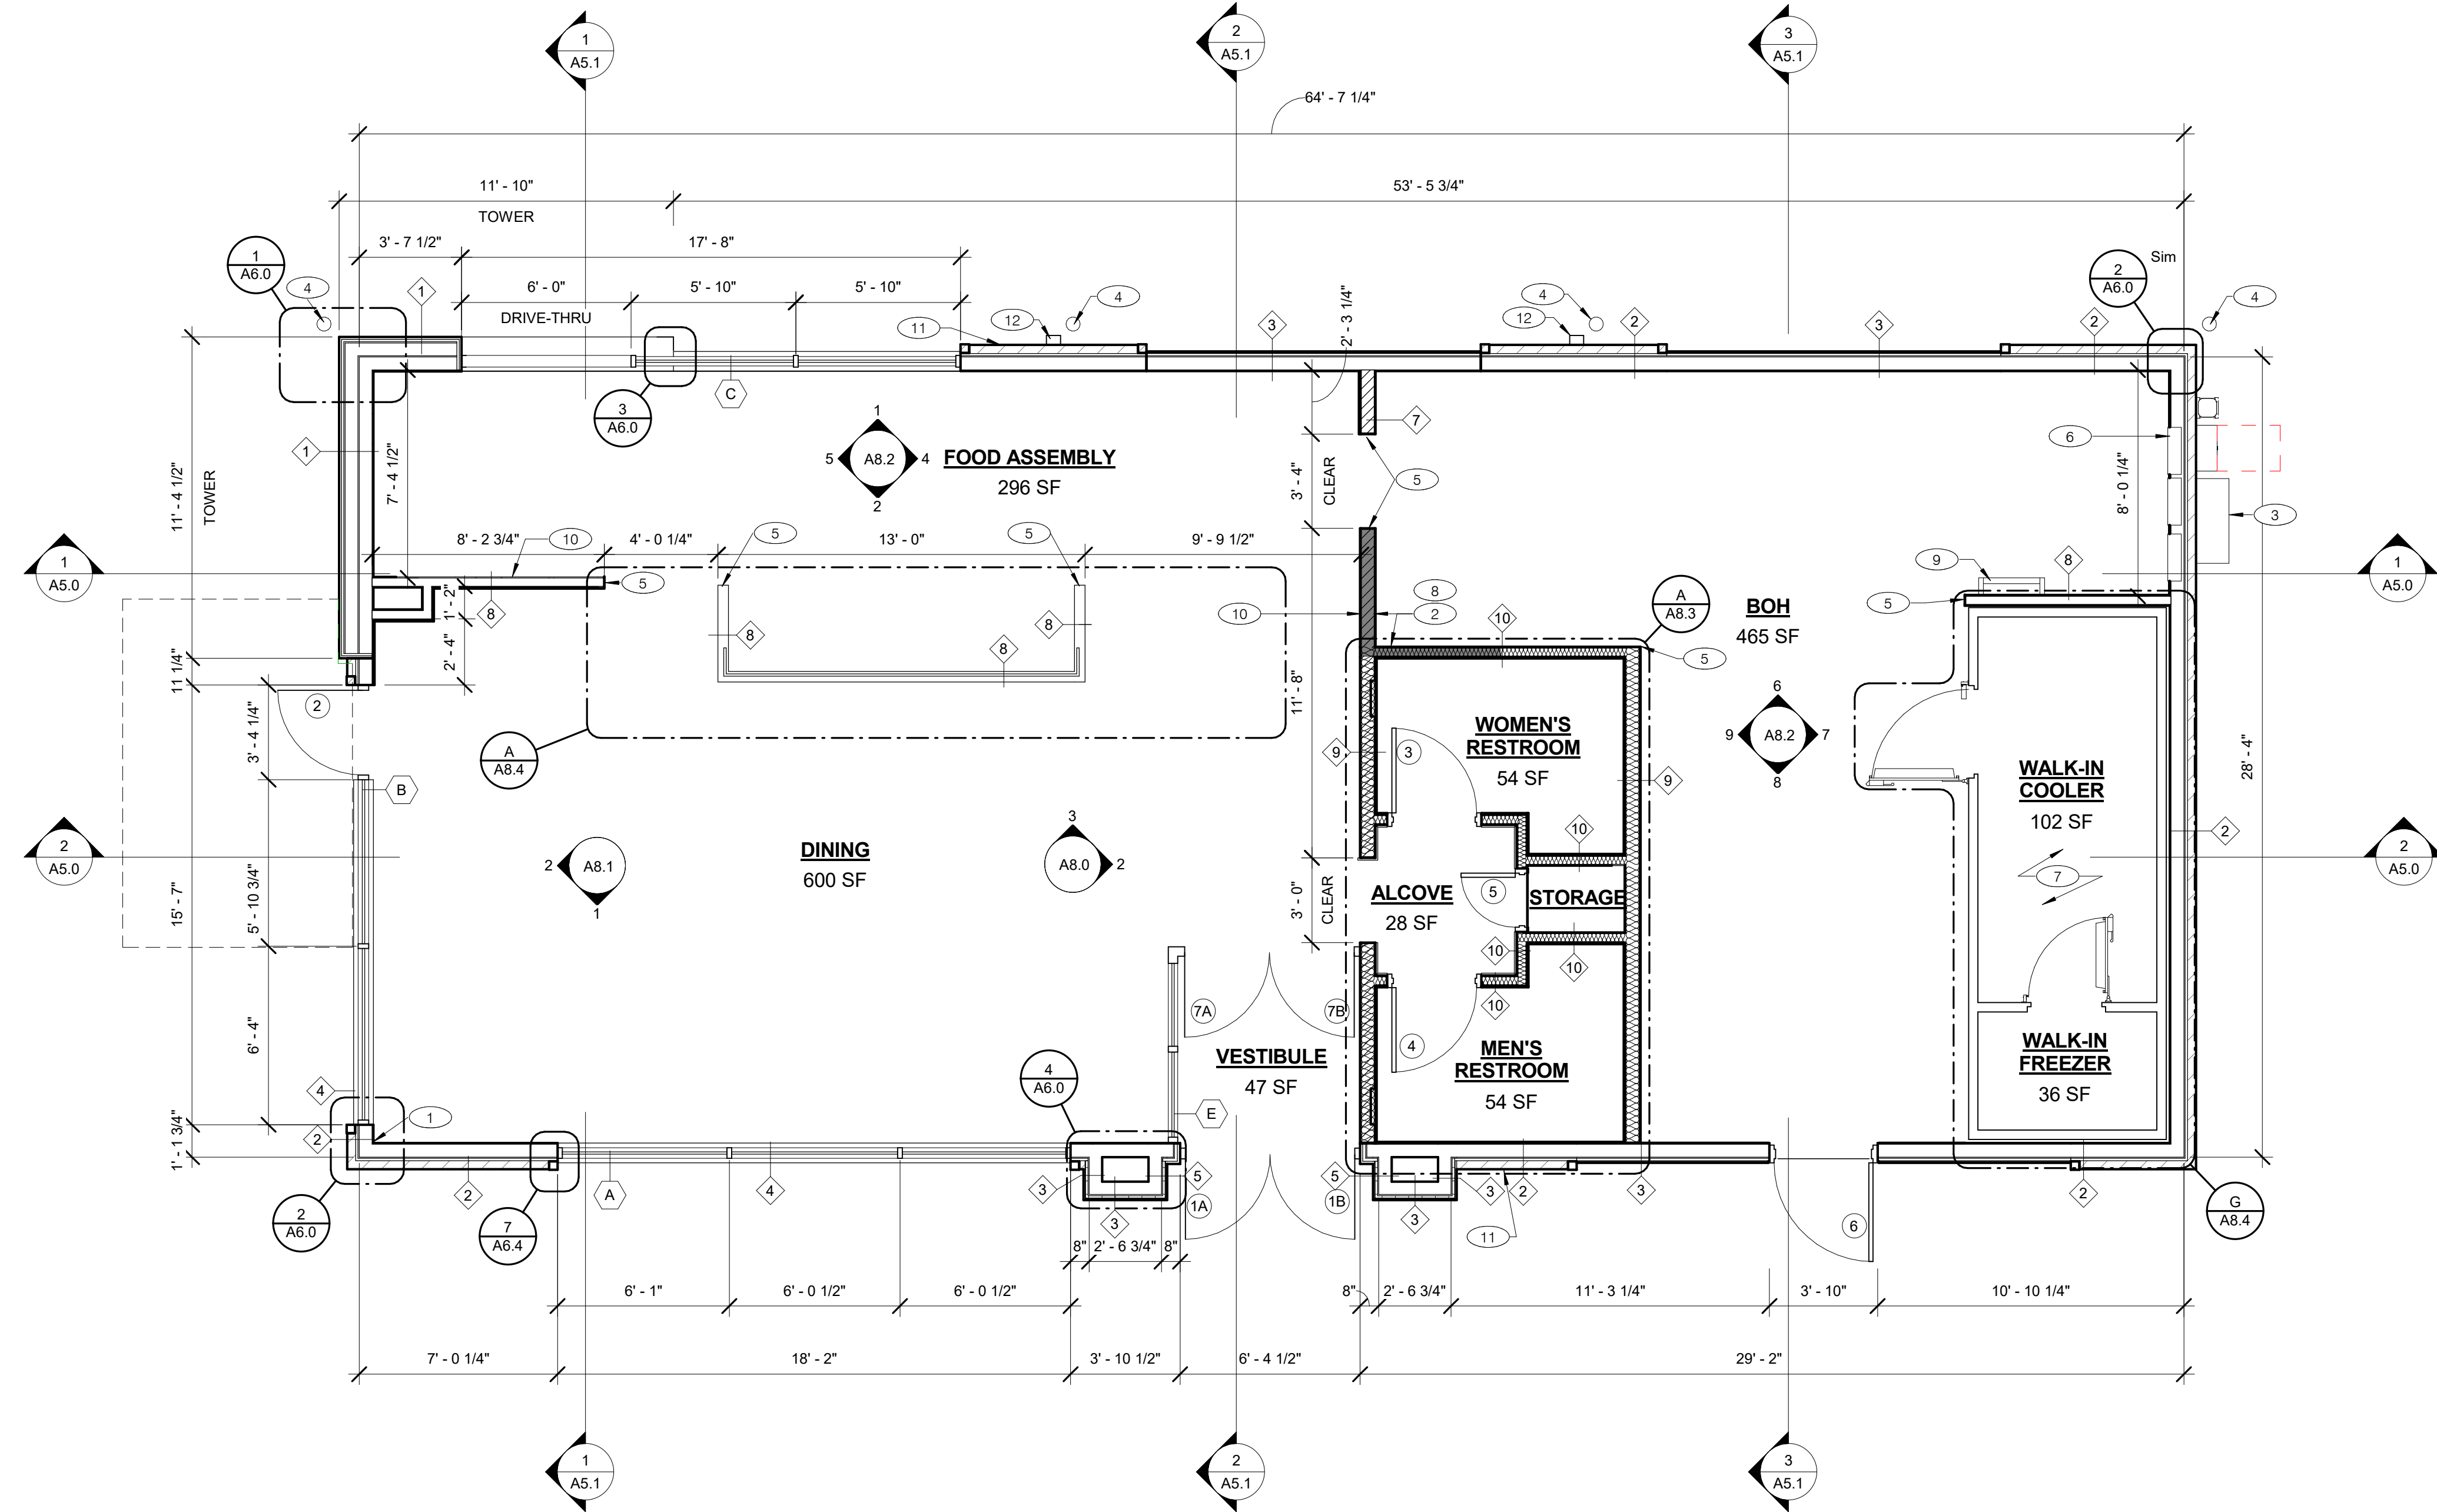 1
A5.1
2
A5.1
3
A5.1
64' - 7 1/4"
11' - 10"
TOWER
53' - 5 3/4"
3' - 7 1/2"
17' - 8"
1
A6.0
4
1
6' - 0"
DRIVE-THRU
5' - 10"
5' - 10"
11
12
4
3
2' - 3 1/4"
4
12
2
3
2
2
A6.0
Sim
4
C
3
A6.0
1
5
A8.2
4
2
FOOD ASSEMBLY
296 SF
7
5
3' - 4"
CLEAR
6
8' - 0 1/4"
3
1
11' - 4 1/2"
TOWER
7' - 4 1/2"
1
A5.0
8' - 2 3/4"
10
4' - 0 1/4"
5
13' - 0"
5
9' - 9 1/2"
5
8
1' - 2"
2' - 4"
8
8
8
10
8
2
10
A
A8.3
BOH
465 SF
5
9
8
5
1
A5.0
11 1/4"
2
3' - 4 1/4"
A
A8.4
11' - 8"
9
3
WOMEN'S
RESTROOM
54 SF
9
6
9
A8.2
7
8
WALK-IN
COOLER
102 SF
28' - 4"
2
B
2
A5.0
15' - 7"
5' - 10 3/4"
2
A8.1
1
DINING
600 SF
3
A8.0
2
10
3' - 0"
CLEAR
ALCOVE
28 SF
5
STORAGE
10
10
10
7
2
A5.0
6' - 4"
7A
7B
VESTIBULE
47 SF
4
MEN'S
RESTROOM
54 SF
WALK-IN
FREEZER
36 SF
4
4
A6.0
E
1' - 1 3/4"
2
1
2
A6.0
2
7
A6.4
A
4
3
3
5
1A
5
1B
3
3
2
11
3
6
2
G
A8.4
8"
2' - 6 3/4"
8"
6' - 1"
6' - 0 1/2"
6' - 0 1/2"
8"
2' - 6 3/4"
11' - 3 1/4"
3' - 10"
10' - 10 1/4"
7' - 0 1/4"
18' - 2"
3' - 10 1/2"
6' - 4 1/2"
29' - 2"
1
A5.1
2
A5.1
3
A5.1